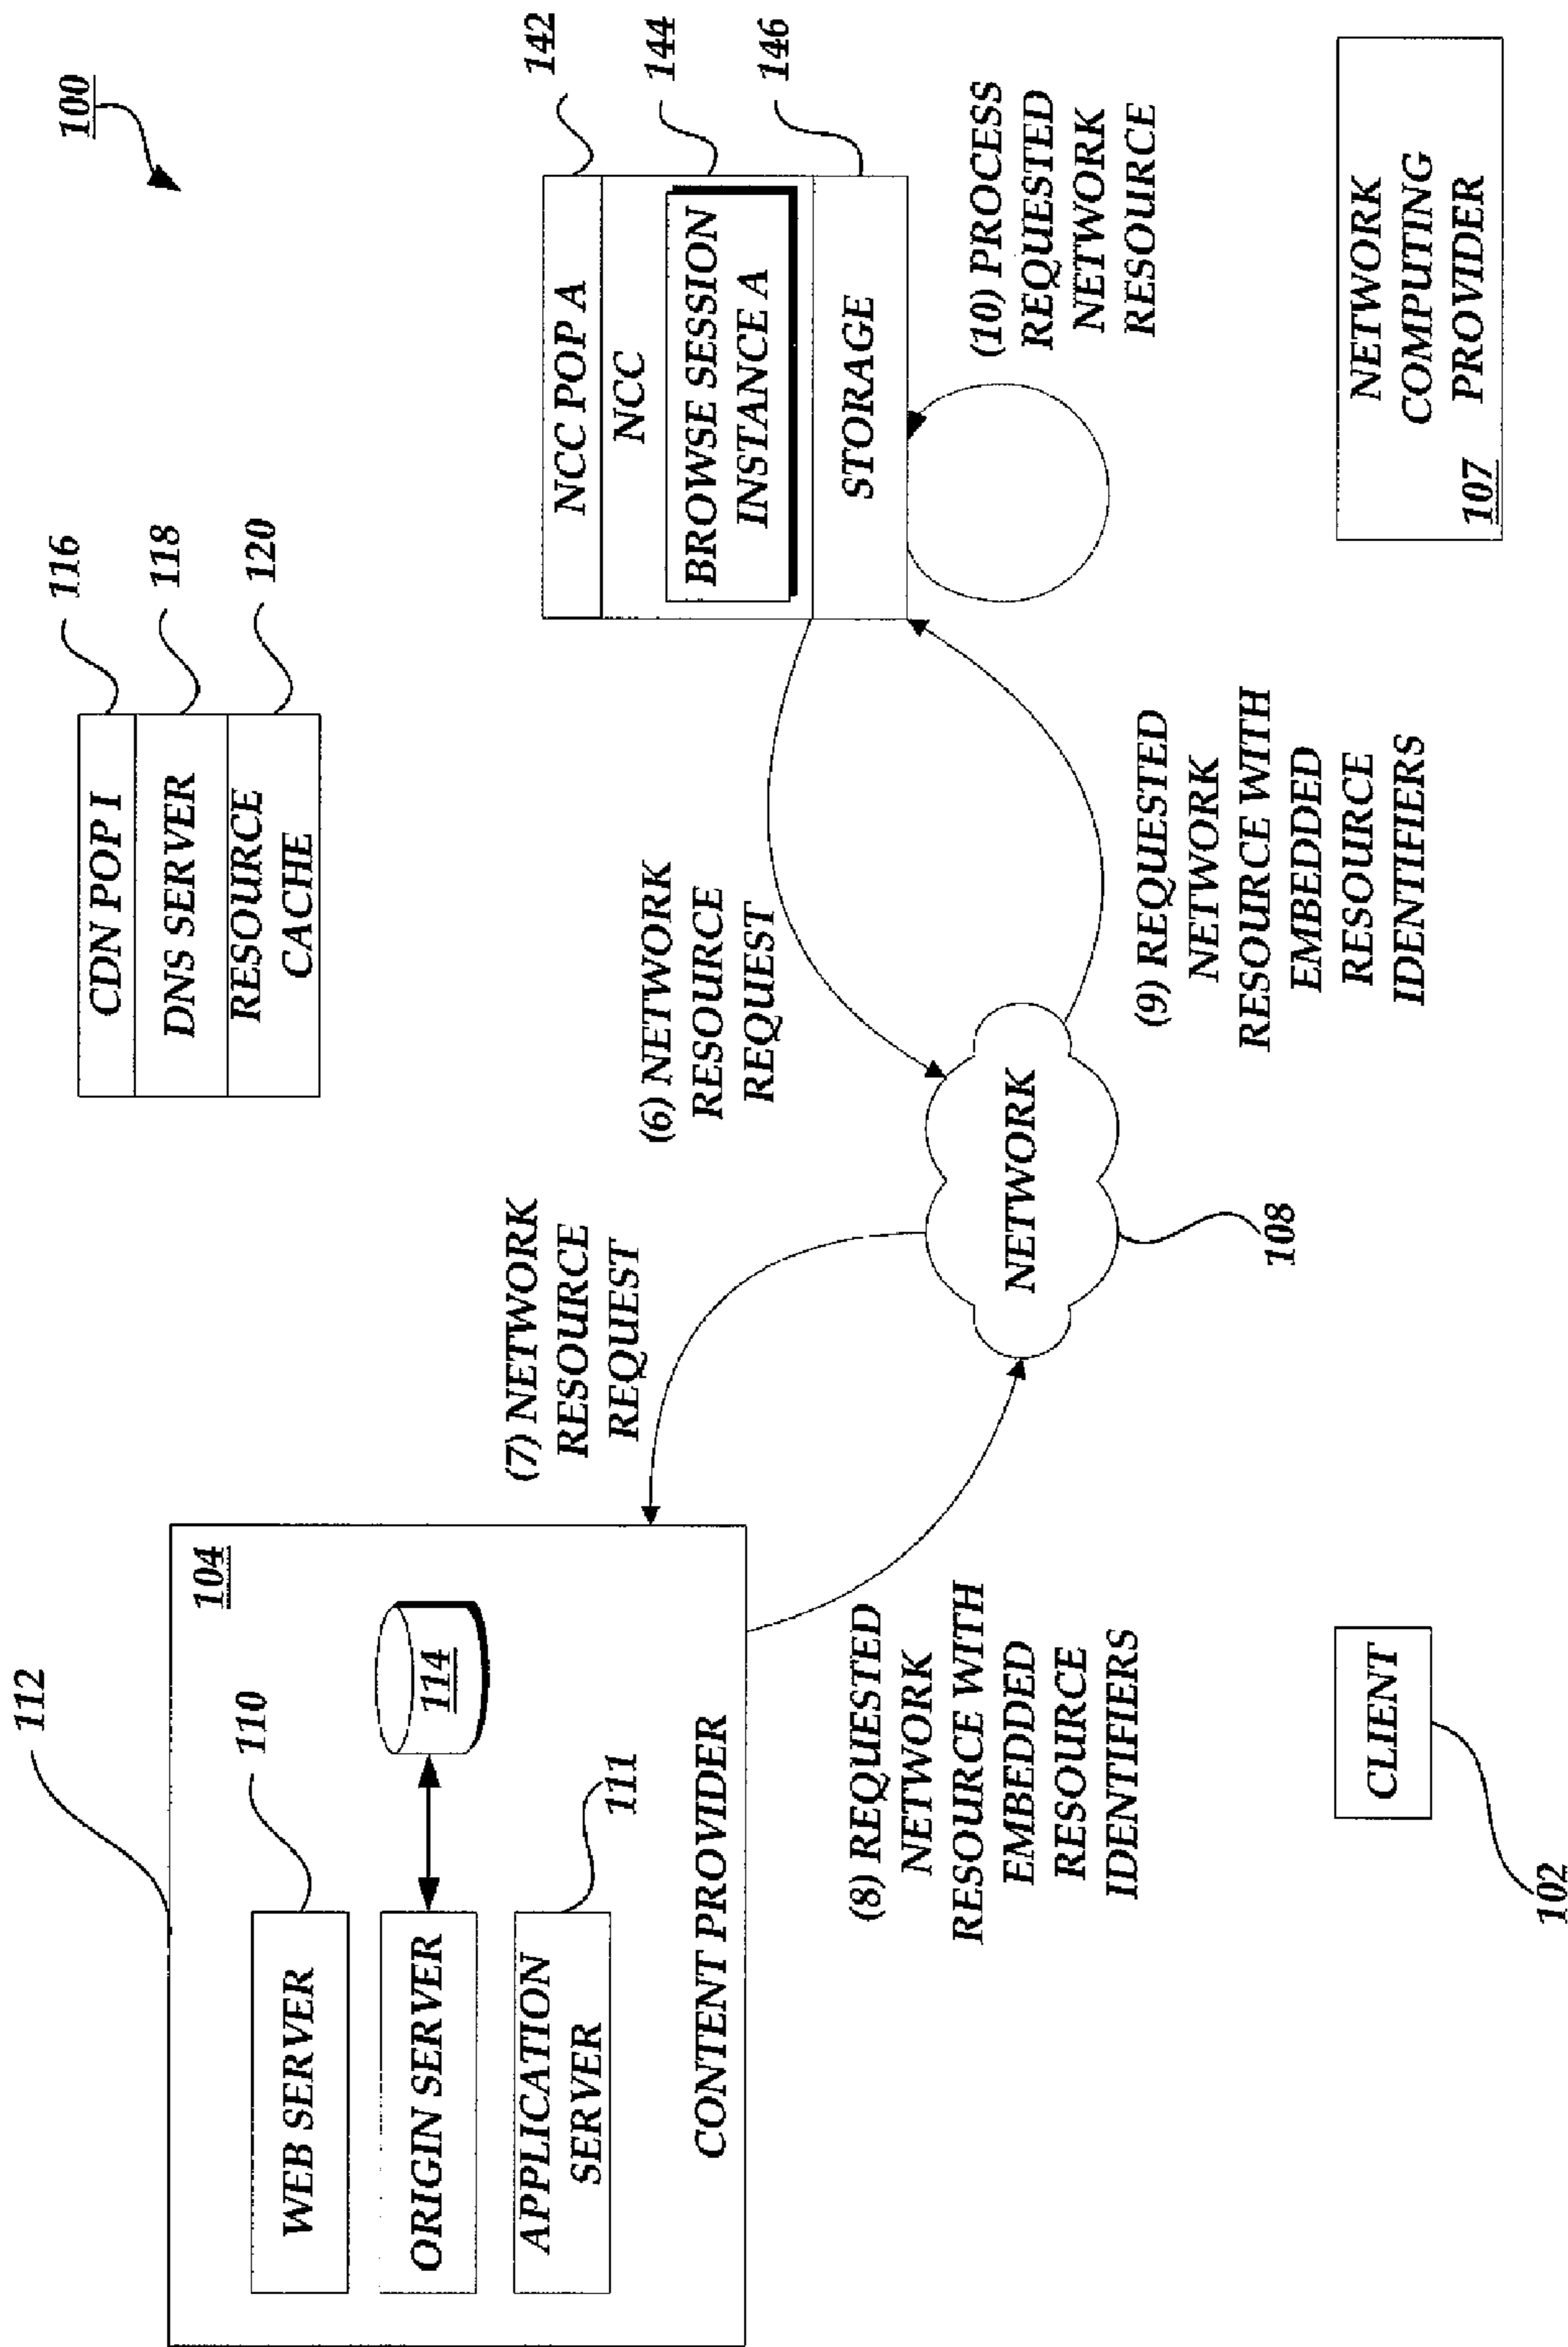 100
112
104
WEB SERVER
110
ORIGIN SERVER
114
APPLICATION
SERVER
111
CONTENT PROVIDER
CDN POP I
116
DNS SERVER
118
RESOURCE
CACHE
120
NCC POP A
142
NCC
144
BROWSE SESSION
INSTANCE A
STORAGE
146
(6) NETWORK
RESOURCE
REQUEST
(7) NETWORK
RESOURCE
REQUEST
(8) REQUESTED
NETWORK
RESOURCE WITH
EMBEDDED
RESOURCE
IDENTIFIERS
NETWORK
108
(9) REQUESTED
NETWORK
RESOURCE WITH
EMBEDDED
RESOURCE
IDENTIFIERS
(10) PROCESS
REQUESTED
NETWORK
RESOURCE
CLIENT
102
NETWORK
COMPUTING
PROVIDER
107